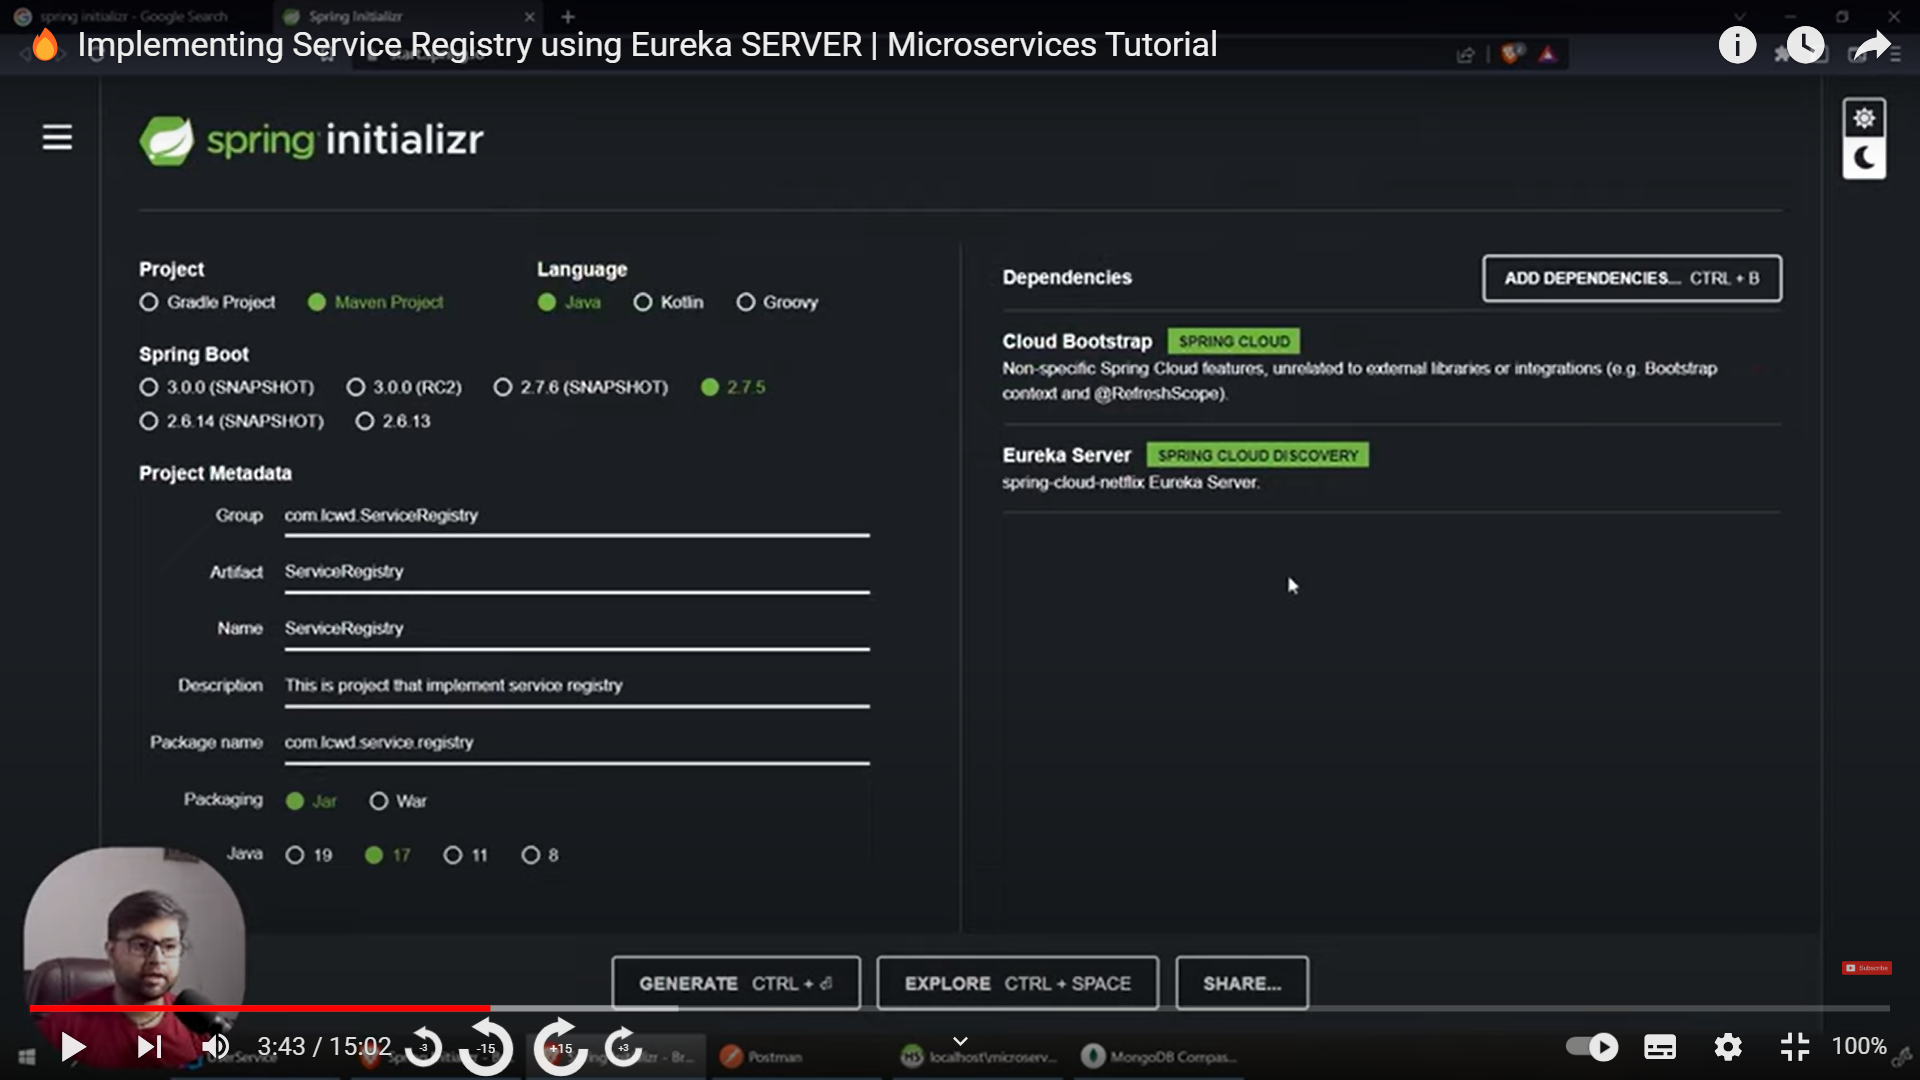 spring initializr - Google Search
Spring Initializr
🔥 Implementing Service Registry using Eureka SERVER | Microservices Tutorial
spring initializr
Project
Gradle Project
Maven Project
Language
Java
Kotlin
Groovy
Spring Boot
3.0.0 (SNAPSHOT)
3.0.0 (RC2)
2.7.6 (SNAPSHOT)
2.7.5
2.6.14 (SNAPSHOT)
2.6.13
Project Metadata
Group com.lcwd.ServiceRegistry
Artifact ServiceRegistry
Name ServiceRegistry
Description This is project that implement service registry
Package name com.lcwd.service.registry
Packaging Jar War
Java 19 17 11 8
Dependencies
ADD DEPENDENCIES... CTRL + B
Cloud Bootstrap SPRING CLOUD
Non-specific Spring Cloud features, unrelated to external libraries or integrations (e.g. Bootstrap
context and @RefreshScope).
Eureka Server SPRING CLOUD DISCOVERY
spring-cloud-netflix Eureka Server.
GENERATE CTRL + ⏎
EXPLORE CTRL + SPACE
SHARE...
Subscribe
3:43 / 15:02
-3
-15
+15
+3
Postman
localhost\microserv...
MongoDB Compas...
100%